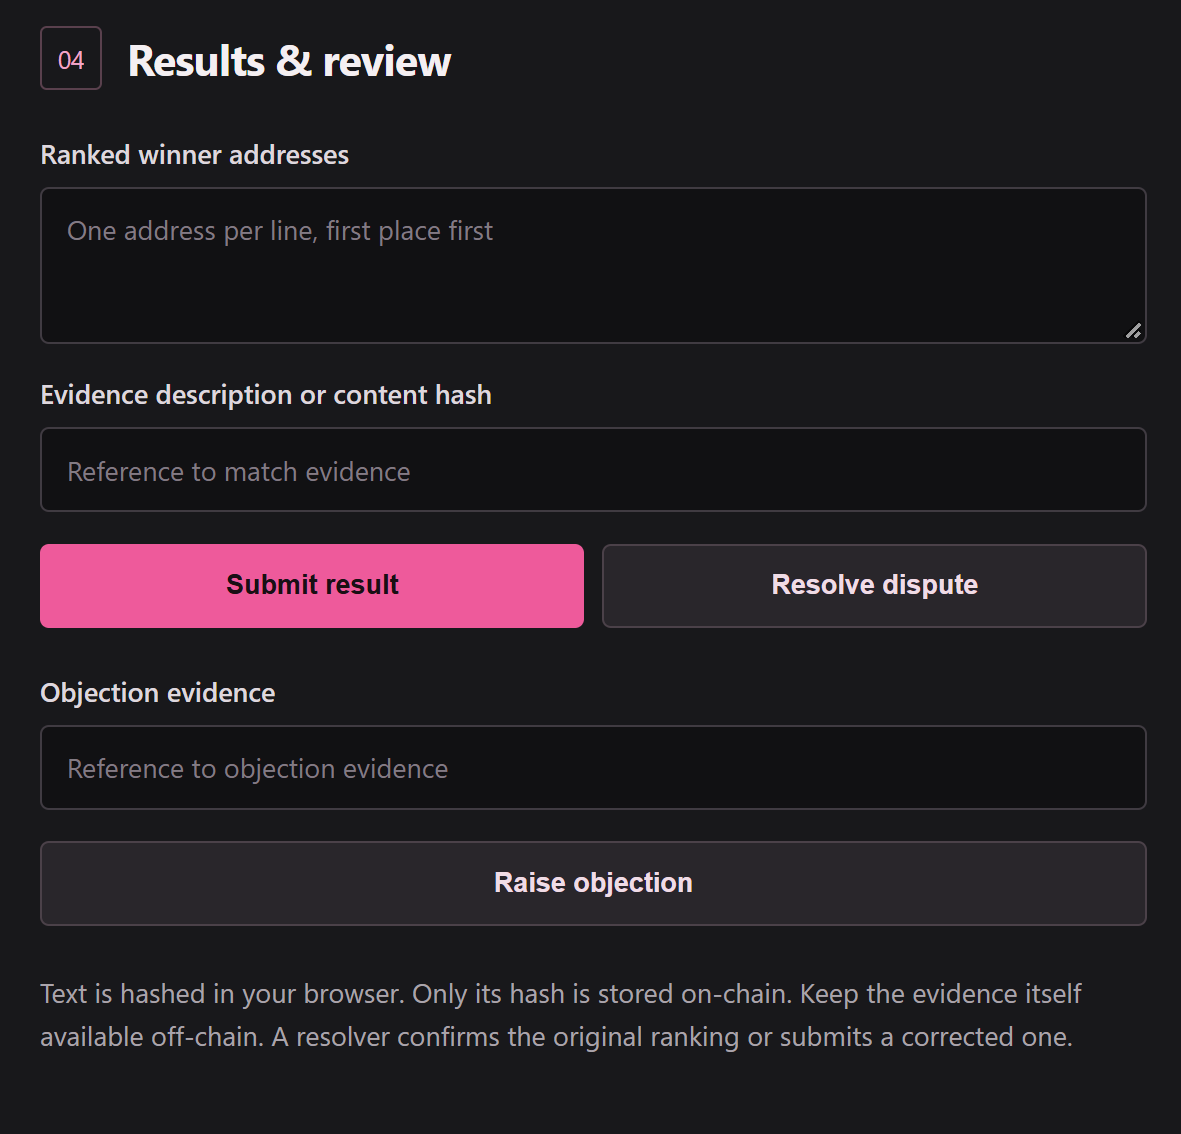 04
Results & review
Ranked winner addresses
One address per line, first place first
Evidence description or content hash
Reference to match evidence
Submit result
Resolve dispute
Objection evidence
Reference to objection evidence
Raise objection
Text is hashed in your browser. Only its hash is stored on-chain. Keep the evidence itself
available off-chain. A resolver confirms the original ranking or submits a corrected one.